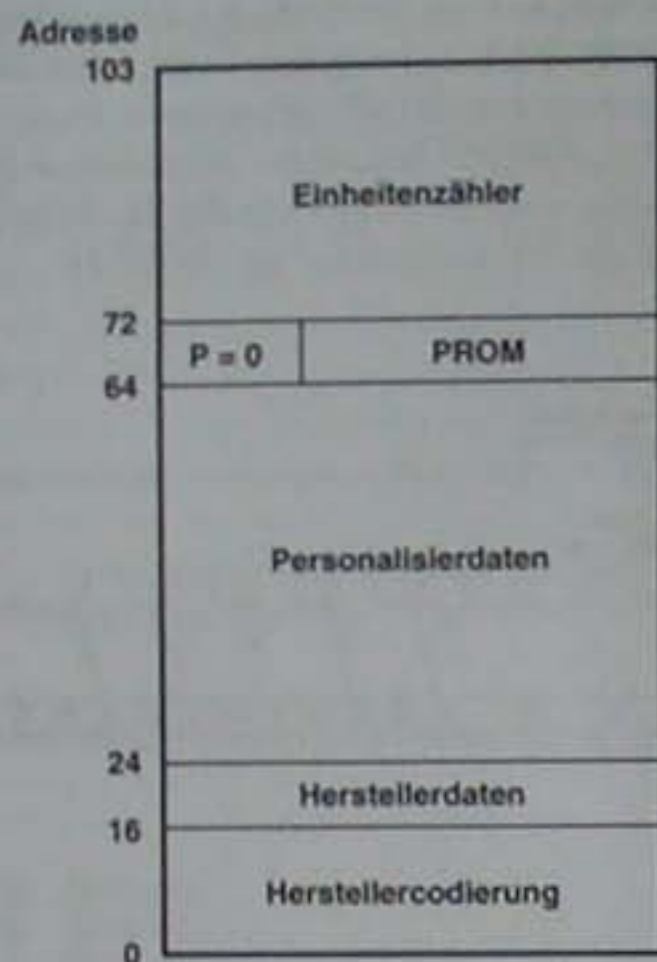 Adresse
103
Einheitenzähler
72
P = 0 PROM
64
Personalisierdaten
24
Herstellerdaten
16
Herstellercodierung
0